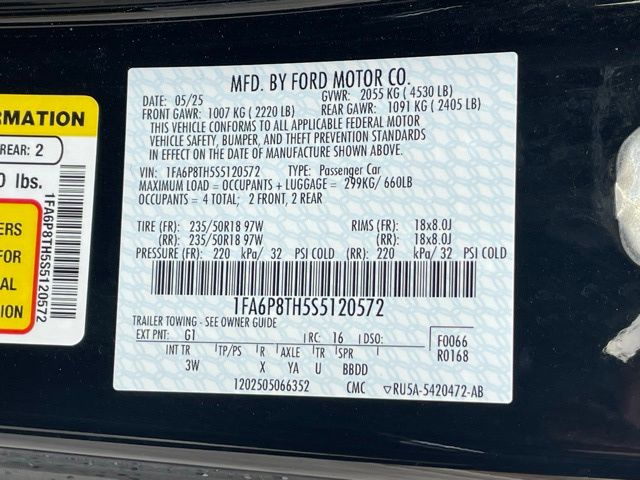 MFD. BY FORD MOTOR CO.
DATE: 05/25 GVWR: 2055 KG ( 4530 LB)
FRONT GAWR: 1007 KG ( 2220 LB) REAR GAWR: 1091 KG ( 2405 LB)
THIS VEHICLE CONFORMS TO ALL APPLICABLE FEDERAL MOTOR
VEHICLE SAFETY, BUMPER, AND THEFT PREVENTION STANDARDS
IN EFFECT ON THE DATE OF MANUFACTURE SHOWN ABOVE.
VIN: 1FA6P8TH5S5120572 TYPE: Passenger Car
MAXIMUM LOAD = OCCUPANTS + LUGGAGE = 299KG/ 660LB
OCCUPANTS = 4 TOTAL; 2 FRONT, 2 REAR
TIRE (FR): 235/50R18 97W RIMS (FR): 18x8.0J
(RR): 235/50R18 97W (RR): 18x8.0J
PRESSURE (FR): 220 kPa/ 32 PSI COLD (RR): 220 kPa/ 32 PSI COLD
1FA6P8TH5S5120572
TRAILER TOWING - SEE OWNER GUIDE
EXT PNT: G1 RC: 16 DSO: F0066
R0168
INT TR TP/PS R AXLE TR SPR
3W X YA U BBDD
1202505066352 CMC ▽RU5A-5420472-AB
RMATION
REAR: 2
0 lbs.
ERS
FOR
AL
TION
1FA6P8TH5S5120572